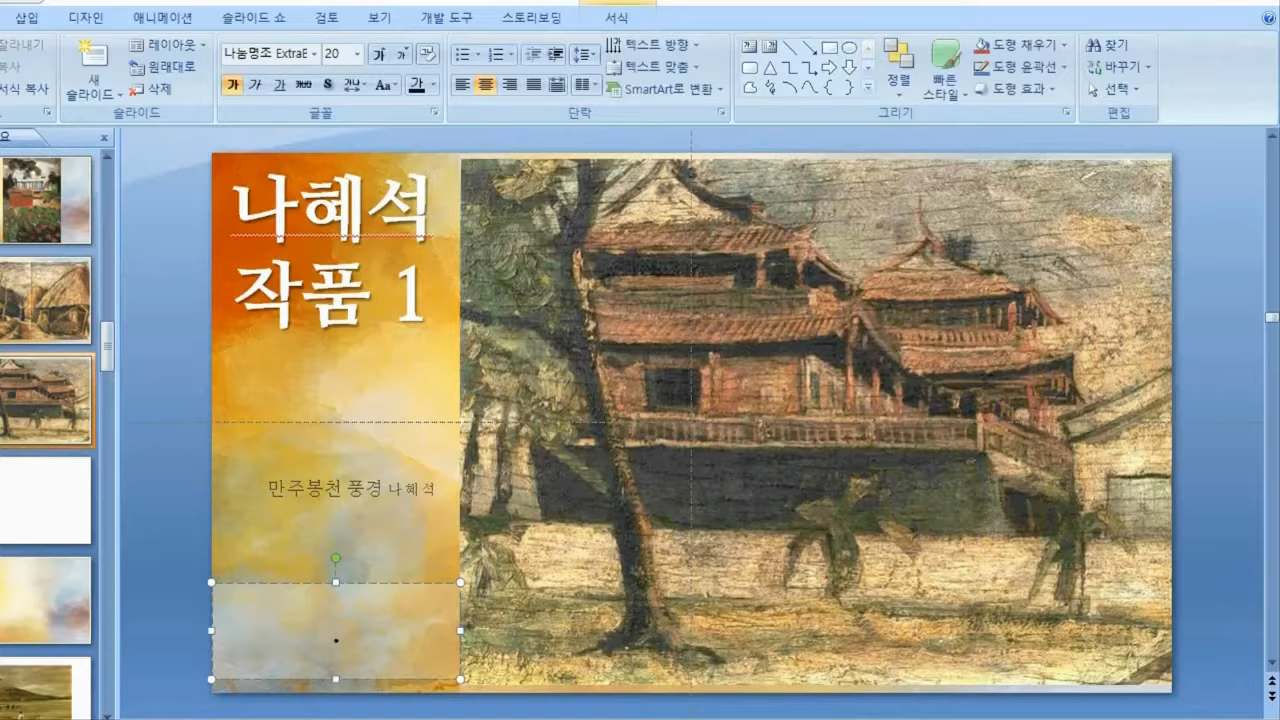 삽입 디자인 애니메이션 슬라이드 쇼 검토 보기 개발 도구 스토리보딩 서식
잘라내기
복사
서식 복사
새
슬라이드
레이아웃
원래대로
삭제
슬라이드
나눔명조 ExtraE 20
가 가 가 가
글꼴
단락
텍스트 방향
텍스트 맞춤
SmartArt로 변환
정렬
빠른
스타일
도형 채우기
도형 윤곽선
도형 효과
그리기
찾기
바꾸기
선택
편집
요 x
나혜석
작품 1
만주봉천 풍경 나혜석